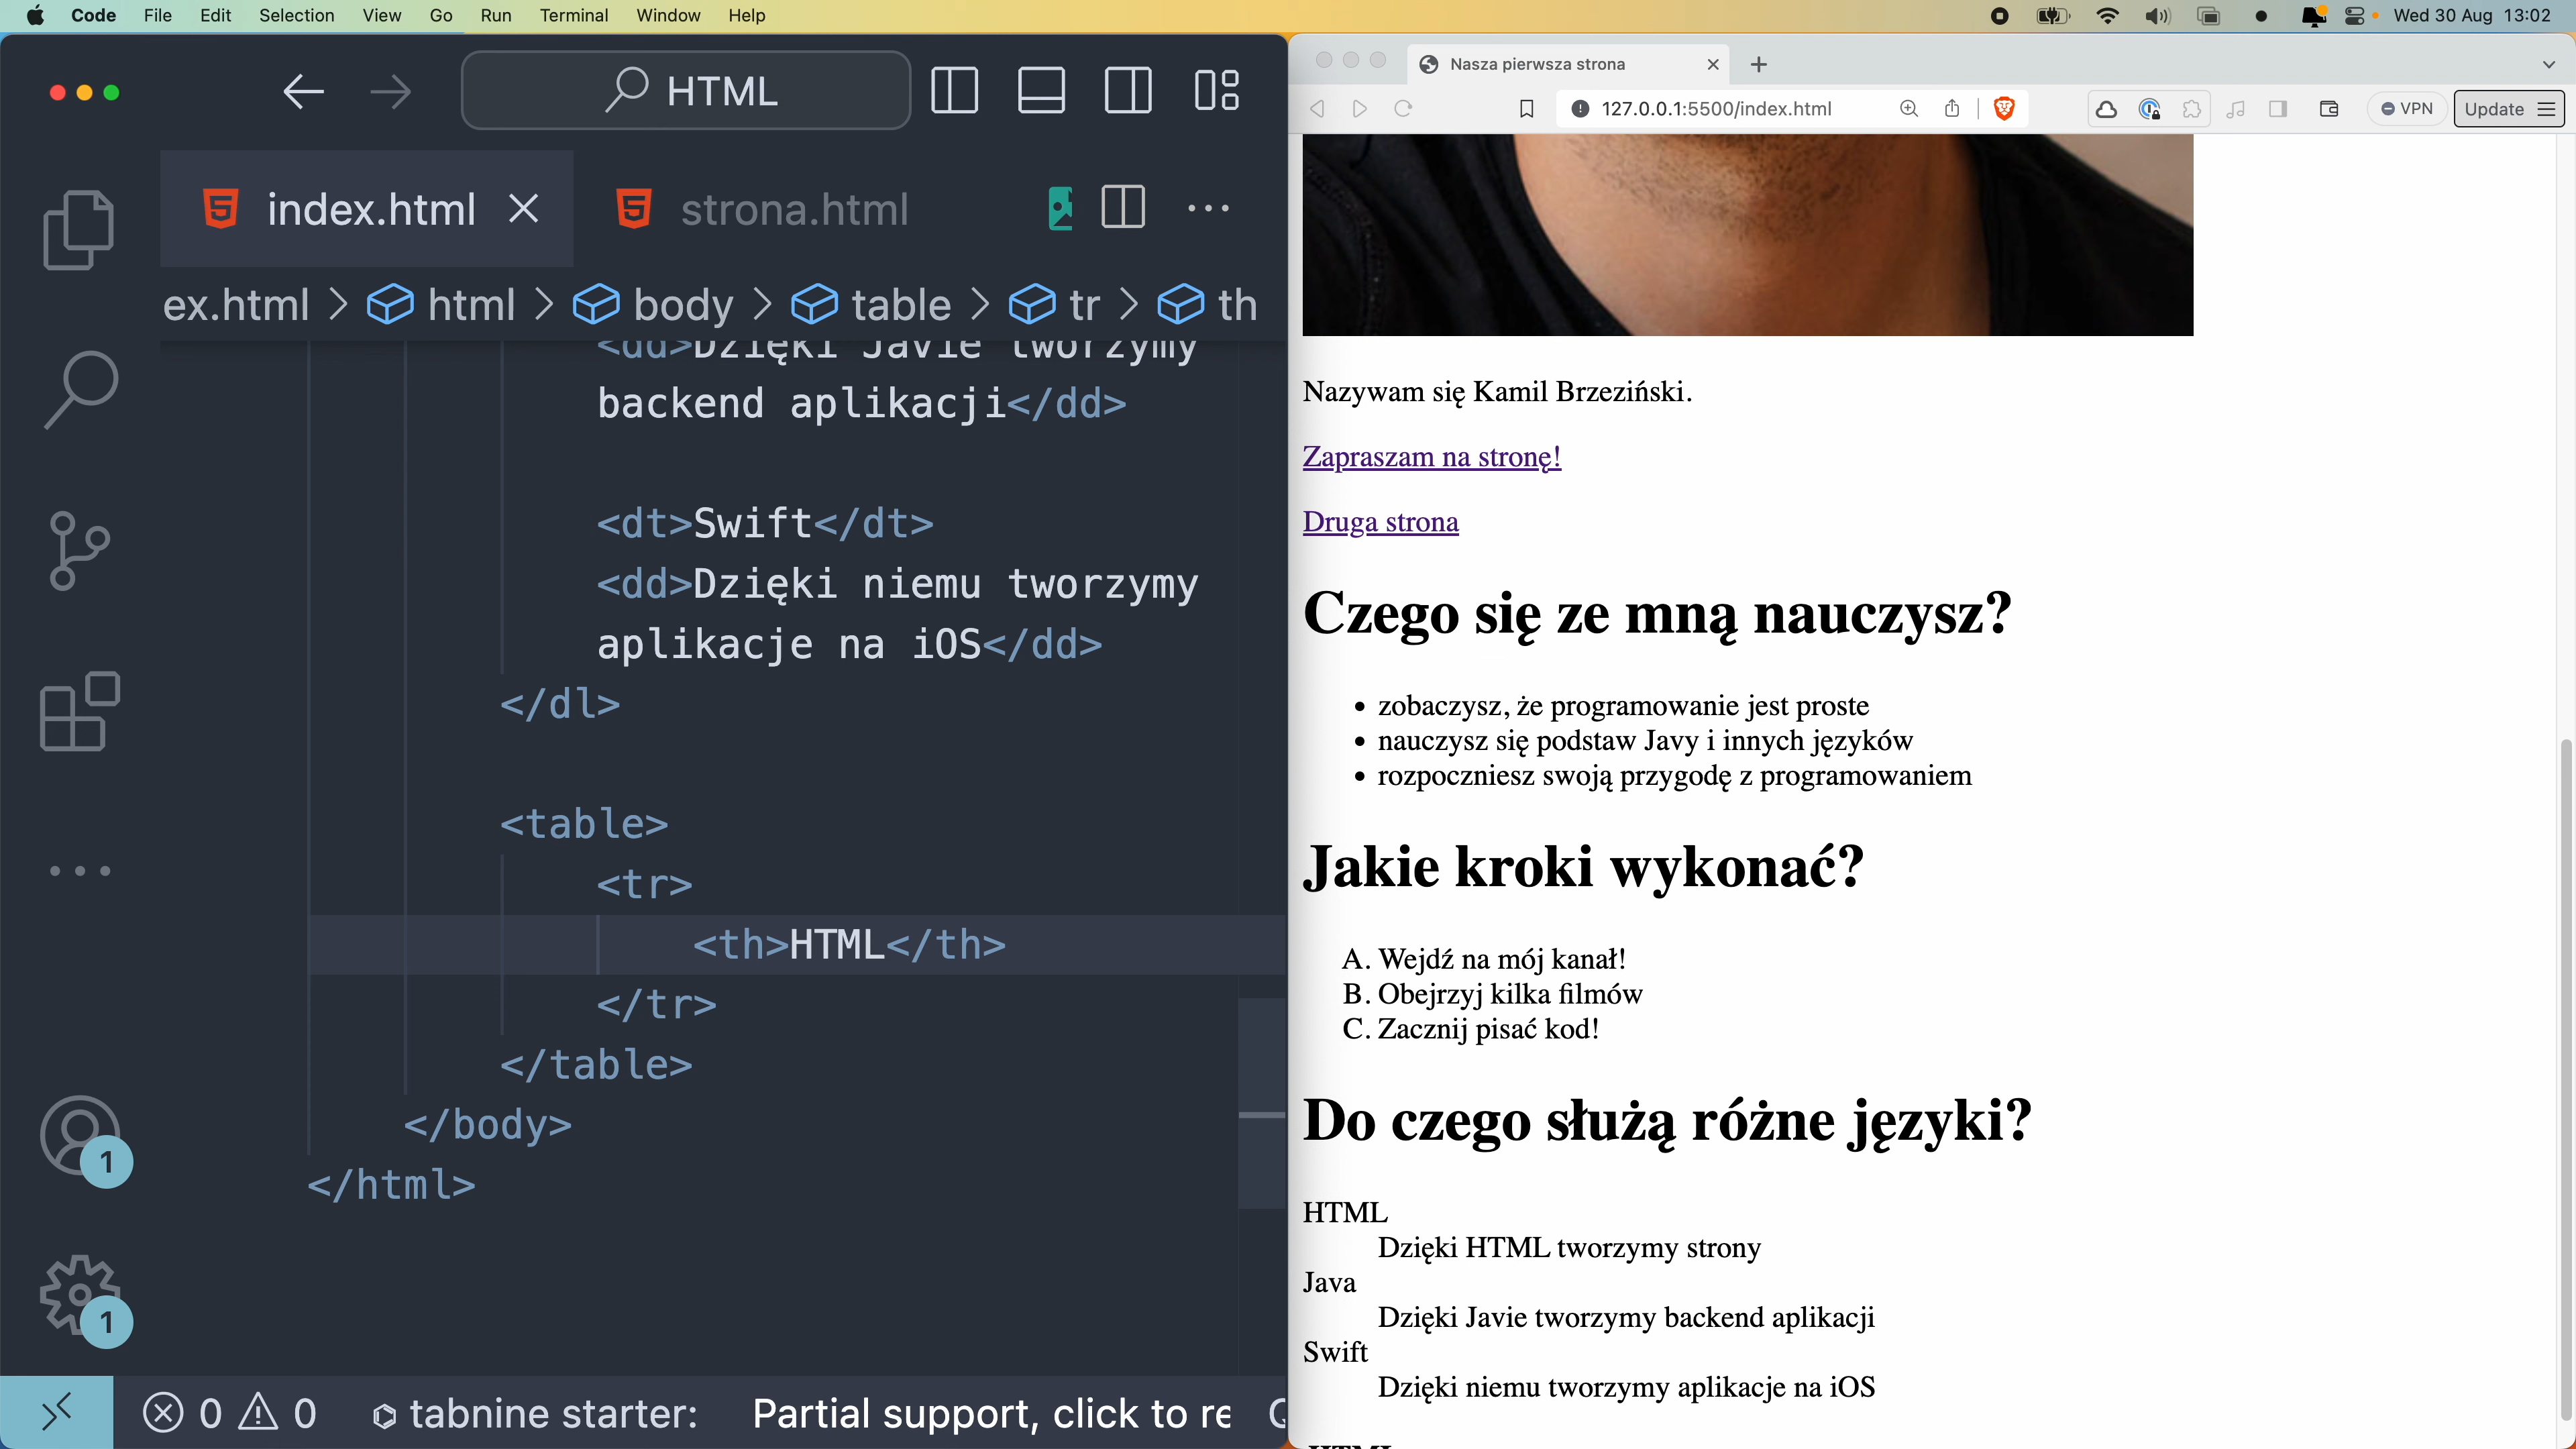 Code File Edit Selection View Go Run Terminal Window Help
Wed 30 Aug 13:02
HTML
index.html
strona.html
ex.html > html > body > table > tr > th
<dd>Dzięki Javie tworzymy
backend aplikacji</dd>
<dt>Swift</dt>
<dd>Dzięki niemu tworzymy
aplikacje na iOS</dd>
</dl>
<table>
<tr>
<th>HTML</th>
</tr>
</table>
</body>
</html>
1
1
0 0 tabnine starter: Partial support, click to re
Nasza pierwsza strona
127.0.0.1:5500/index.html
VPN
Update
Nazywam się Kamil Brzeziński.
Zapraszam na stronę!
Druga strona
Czego się ze mną nauczysz?
• zobaczysz, że programowanie jest proste
• nauczysz się podstaw Javy i innych języków
• rozpoczniesz swoją przygodę z programowaniem
Jakie kroki wykonać?
A. Wejdź na mój kanał!
B. Obejrzyj kilka filmów
C. Zacznij pisać kod!
Do czego służą różne języki?
HTML
Dzięki HTML tworzymy strony
Java
Dzięki Javie tworzymy backend aplikacji
Swift
Dzięki niemu tworzymy aplikacje na iOS
HTML